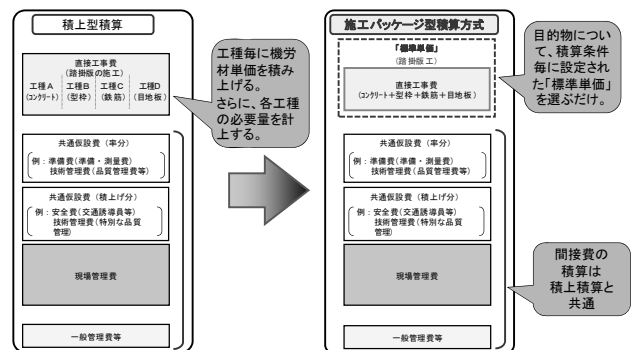 積上型積算
直接工事費
(踏掛版の施工)
工種A 工種B 工種C 工種D
(コンクリート) (型枠) (鉄筋) (目地板)
共通仮設費(率分)
例:準備費(準備・測量費)
技術管理費(品質管理費等)
共通仮設費(積上げ分)
例:安全費(交通誘導員等)
技術管理費(特別な品質
管理)
現場管理費
一般管理費等
工種毎に機労
材単価を積み
上げる。
さらに、各工種
の必要量を計
上する。
施工パッケージ型積算方式
「標準単価」
(踏掛版工)
直接工事費
(コンクリート+型枠+鉄筋+目地板)
共通仮設費(率分)
例:準備費(準備・測量費)
技術管理費(品質管理費等)
共通仮設費(積上げ分)
例:安全費(交通誘導員等)
技術管理費(特別な品質
管理)
現場管理費
一般管理費等
目的物につい
て、積算条件
毎に設定され
た「標準単価」
を選ぶだけ。
間接費の
積算は
積上積算と
共通